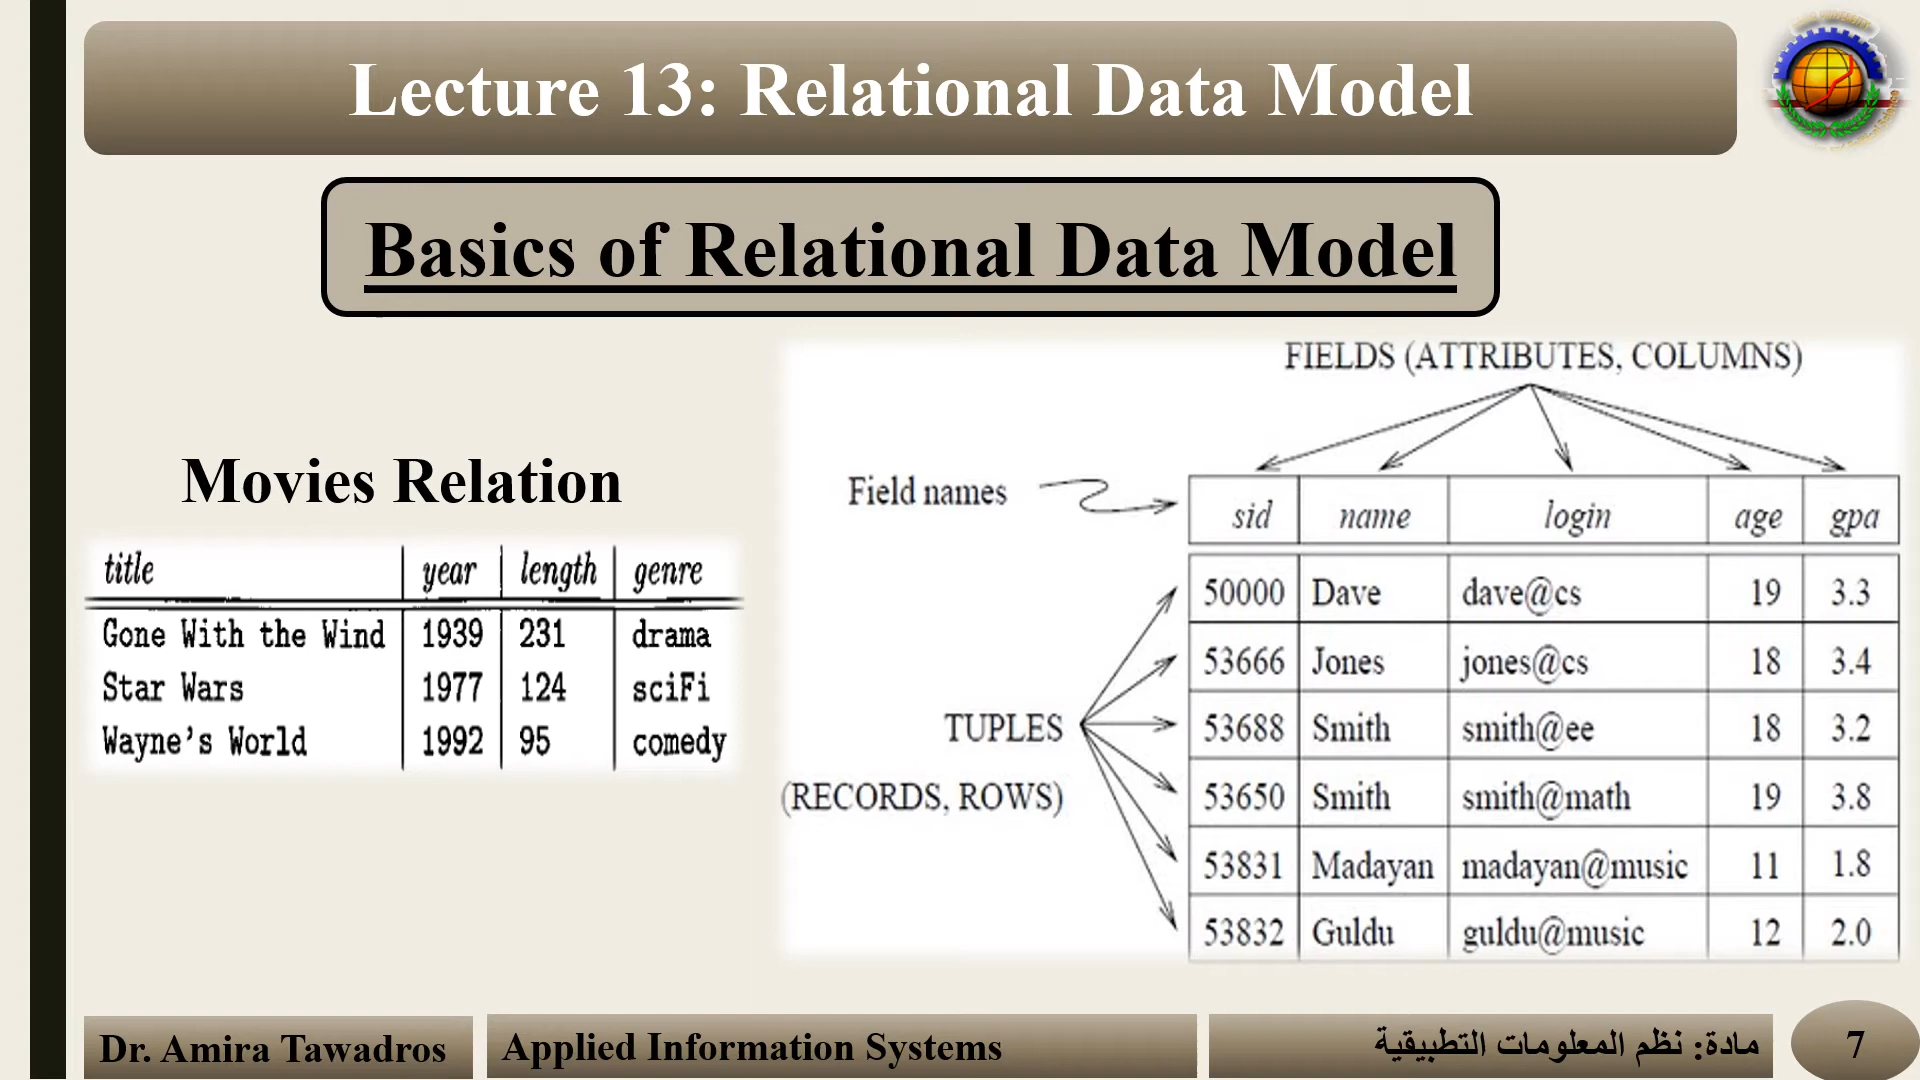 Lecture 13: Relational Data Model
Basics of Relational Data Model
Movies Relation
title year length genre
Gone With the Wind 1939 231 drama
Star Wars 1977 124 sciFi
Wayne's World 1992 95 comedy
FIELDS (ATTRIBUTES, COLUMNS)
Field names
TUPLES
(RECORDS, ROWS)
sid name login age gpa
50000 Dave dave@cs 19 3.3
53666 Jones jones@cs 18 3.4
53688 Smith smith@ee 18 3.2
53650 Smith smith@math 19 3.8
53831 Madayan madayan@music 11 1.8
53832 Guldu guldu@music 12 2.0
Dr. Amira Tawadros
Applied Information Systems
مادة: نظم المعلومات التطبيقية
7